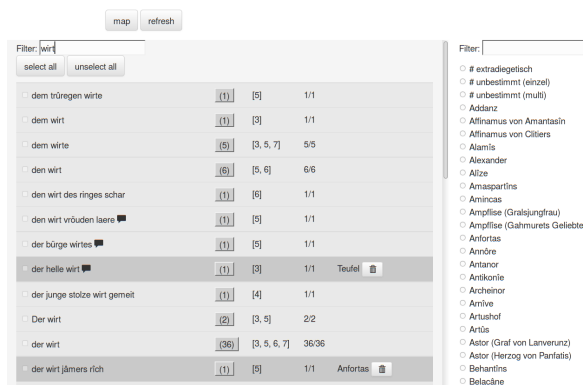 map refresh
Filter: wirt
select all unselect all
dem trûregen wirte (1) [5] 1/1
dem wirt (1) [3] 1/1
dem wirte (5) [3, 5, 7] 5/5
den wirt (6) [5, 6] 6/6
den wirt des ringes schar (1) [6] 1/1
den wirt vröuden laere (1) [5] 1/1
der bürge wirtes (1) [5] 1/1
der helle wirt (1) [3] 1/1 Teufel
der junge stolze wirt gemeit (1) [4] 1/1
Der wirt (2) [3, 5] 2/2
der wirt (36) [3, 5, 6, 7] 36/36
der wirt jâmers rîch (1) [5] 1/1 Anfortas
Filter:
# extradiegetisch
# unbestimmt (einzel)
# unbestimmt (multi)
Addanz
Affinamus von Amantasîn
Affinamus von Clitiers
Alamîs
Alexander
Alîze
Amaspartîns
Amincas
Ampflise (Gralsjungfrau)
Ampflîse (Gahmurets Geliebte
Anfortas
Annôre
Antanor
Antikonîe
Archeinor
Arnîve
Artushof
Artûs
Astor (Graf von Lanverunz)
Astor (Herzog von Panfatis)
Behantîns
Belacâne